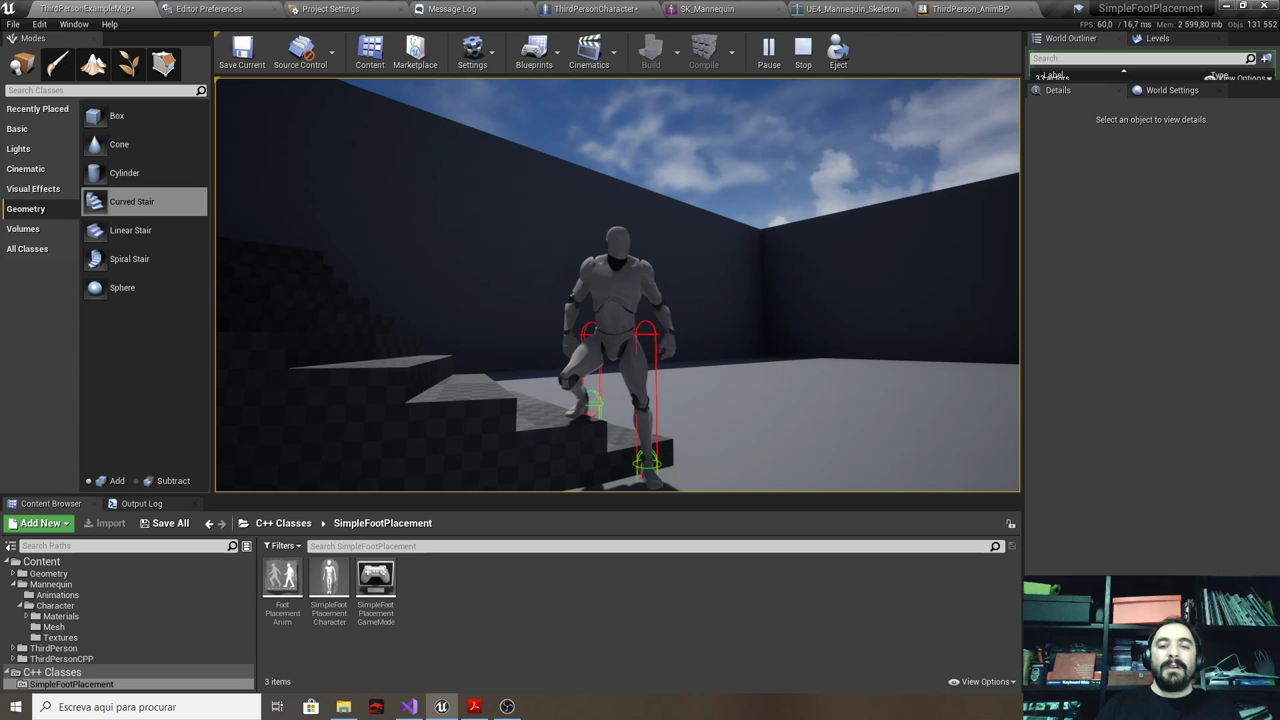 ThirdPersonExampleMap*
Editor Preferences
Project Settings
Message Log
ThirdPersonCharacter*
SK_Mannequin
UE4_Mannequin_Skeleton
ThirdPerson_AnimBP
SimpleFootPlacement
File
Edit
Window
Help
FPS: 60,0 / 16,7 ms
Mem: 2 599,80 mb
Objs: 131 552
Modes
Search Classes
Recently Placed
Basic
Lights
Cinematic
Visual Effects
Geometry
Volumes
All Classes
Box
Cone
Cylinder
Curved Stair
Linear Stair
Spiral Stair
Sphere
Add
Subtract
Save Current
Source Control
Content
Marketplace
Settings
Blueprints
Cinematics
Build
Compile
Pause
Stop
Eject
World Outliner
Levels
Search...
Label
Type
View Options
Details
World Settings
Select an object to view details.
Content Browser
Output Log
Add New
Import
Save All
C++ Classes
SimpleFootPlacement
Search Paths
Filters
Search SimpleFootPlacement
Content
Geometry
Mannequin
Animations
Character
Materials
Mesh
Textures
ThirdPerson
ThirdPersonCPP
C++ Classes
SimpleFootPlacement
Foot
Placement
Anim
SimpleFoot
Placement
Character
SimpleFoot
Placement
GameMode
3 items
View Options
Escreva aqui para procurar